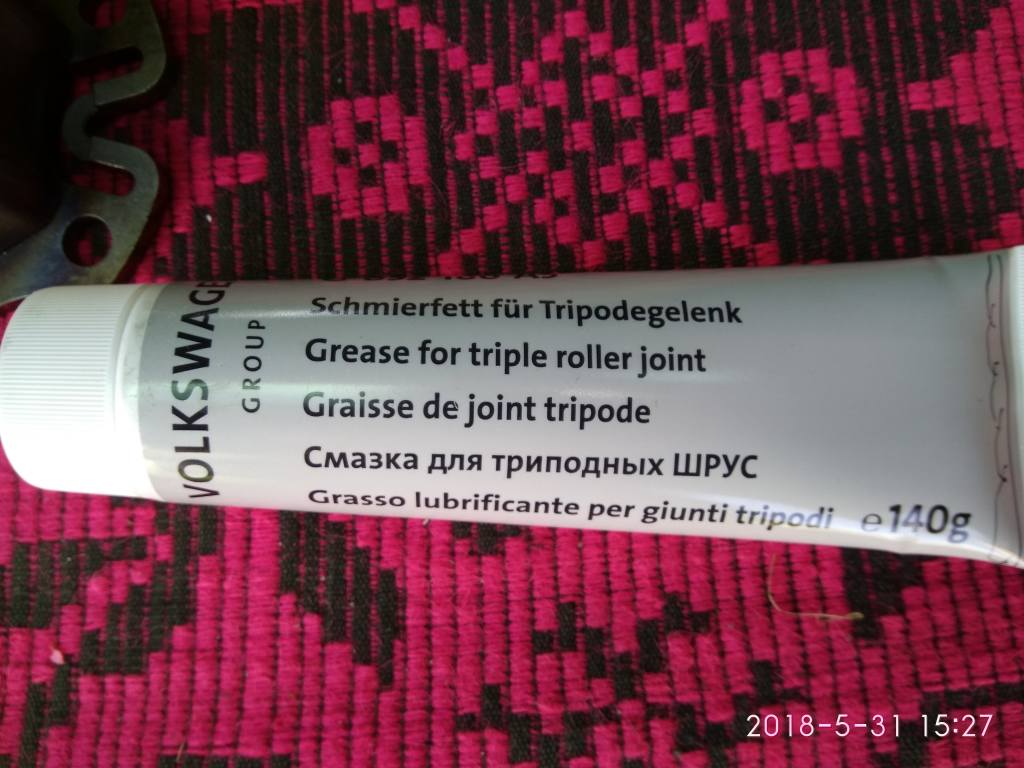 VOLKSWAGE
GROUP
Schmierfett für Tripodegelenk
Grease for triple roller joint
Graisse de joint tripode
Смазка для триподных ШРУС
Grasso lubrificante per giunti tripodi
e 140g
2018-5-31 15:27